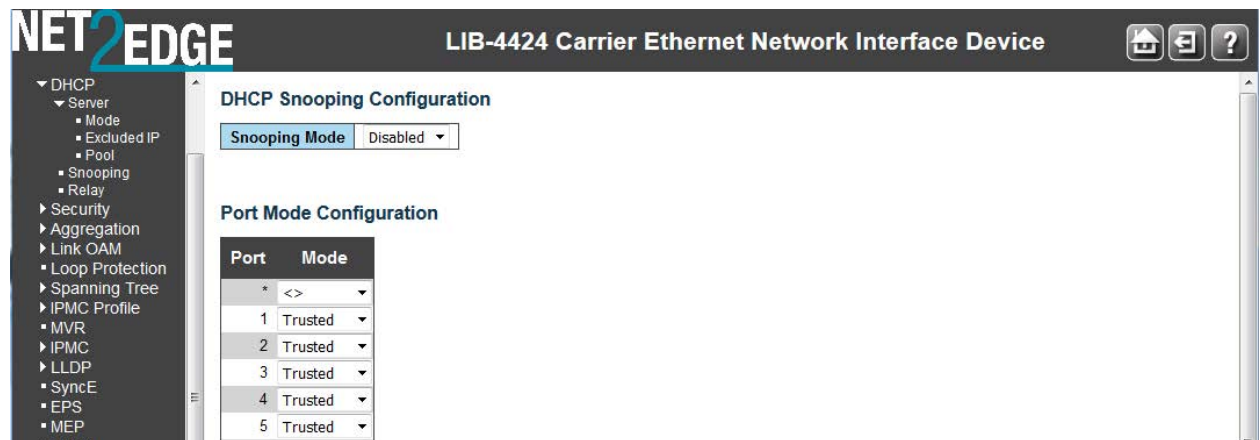 NET2EDGE
LIB-4424 Carrier Ethernet Network Interface Device
?
DHCP
Server
Mode
Excluded IP
Pool
Snooping
Relay
Security
Aggregation
Link OAM
Loop Protection
Spanning Tree
IPMC Profile
MVR
IPMC
LLDP
SyncE
EPS
MEP
DHCP Snooping Configuration
Snooping Mode Disabled
Port Mode Configuration
Port Mode
* <>
1 Trusted
2 Trusted
3 Trusted
4 Trusted
5 Trusted